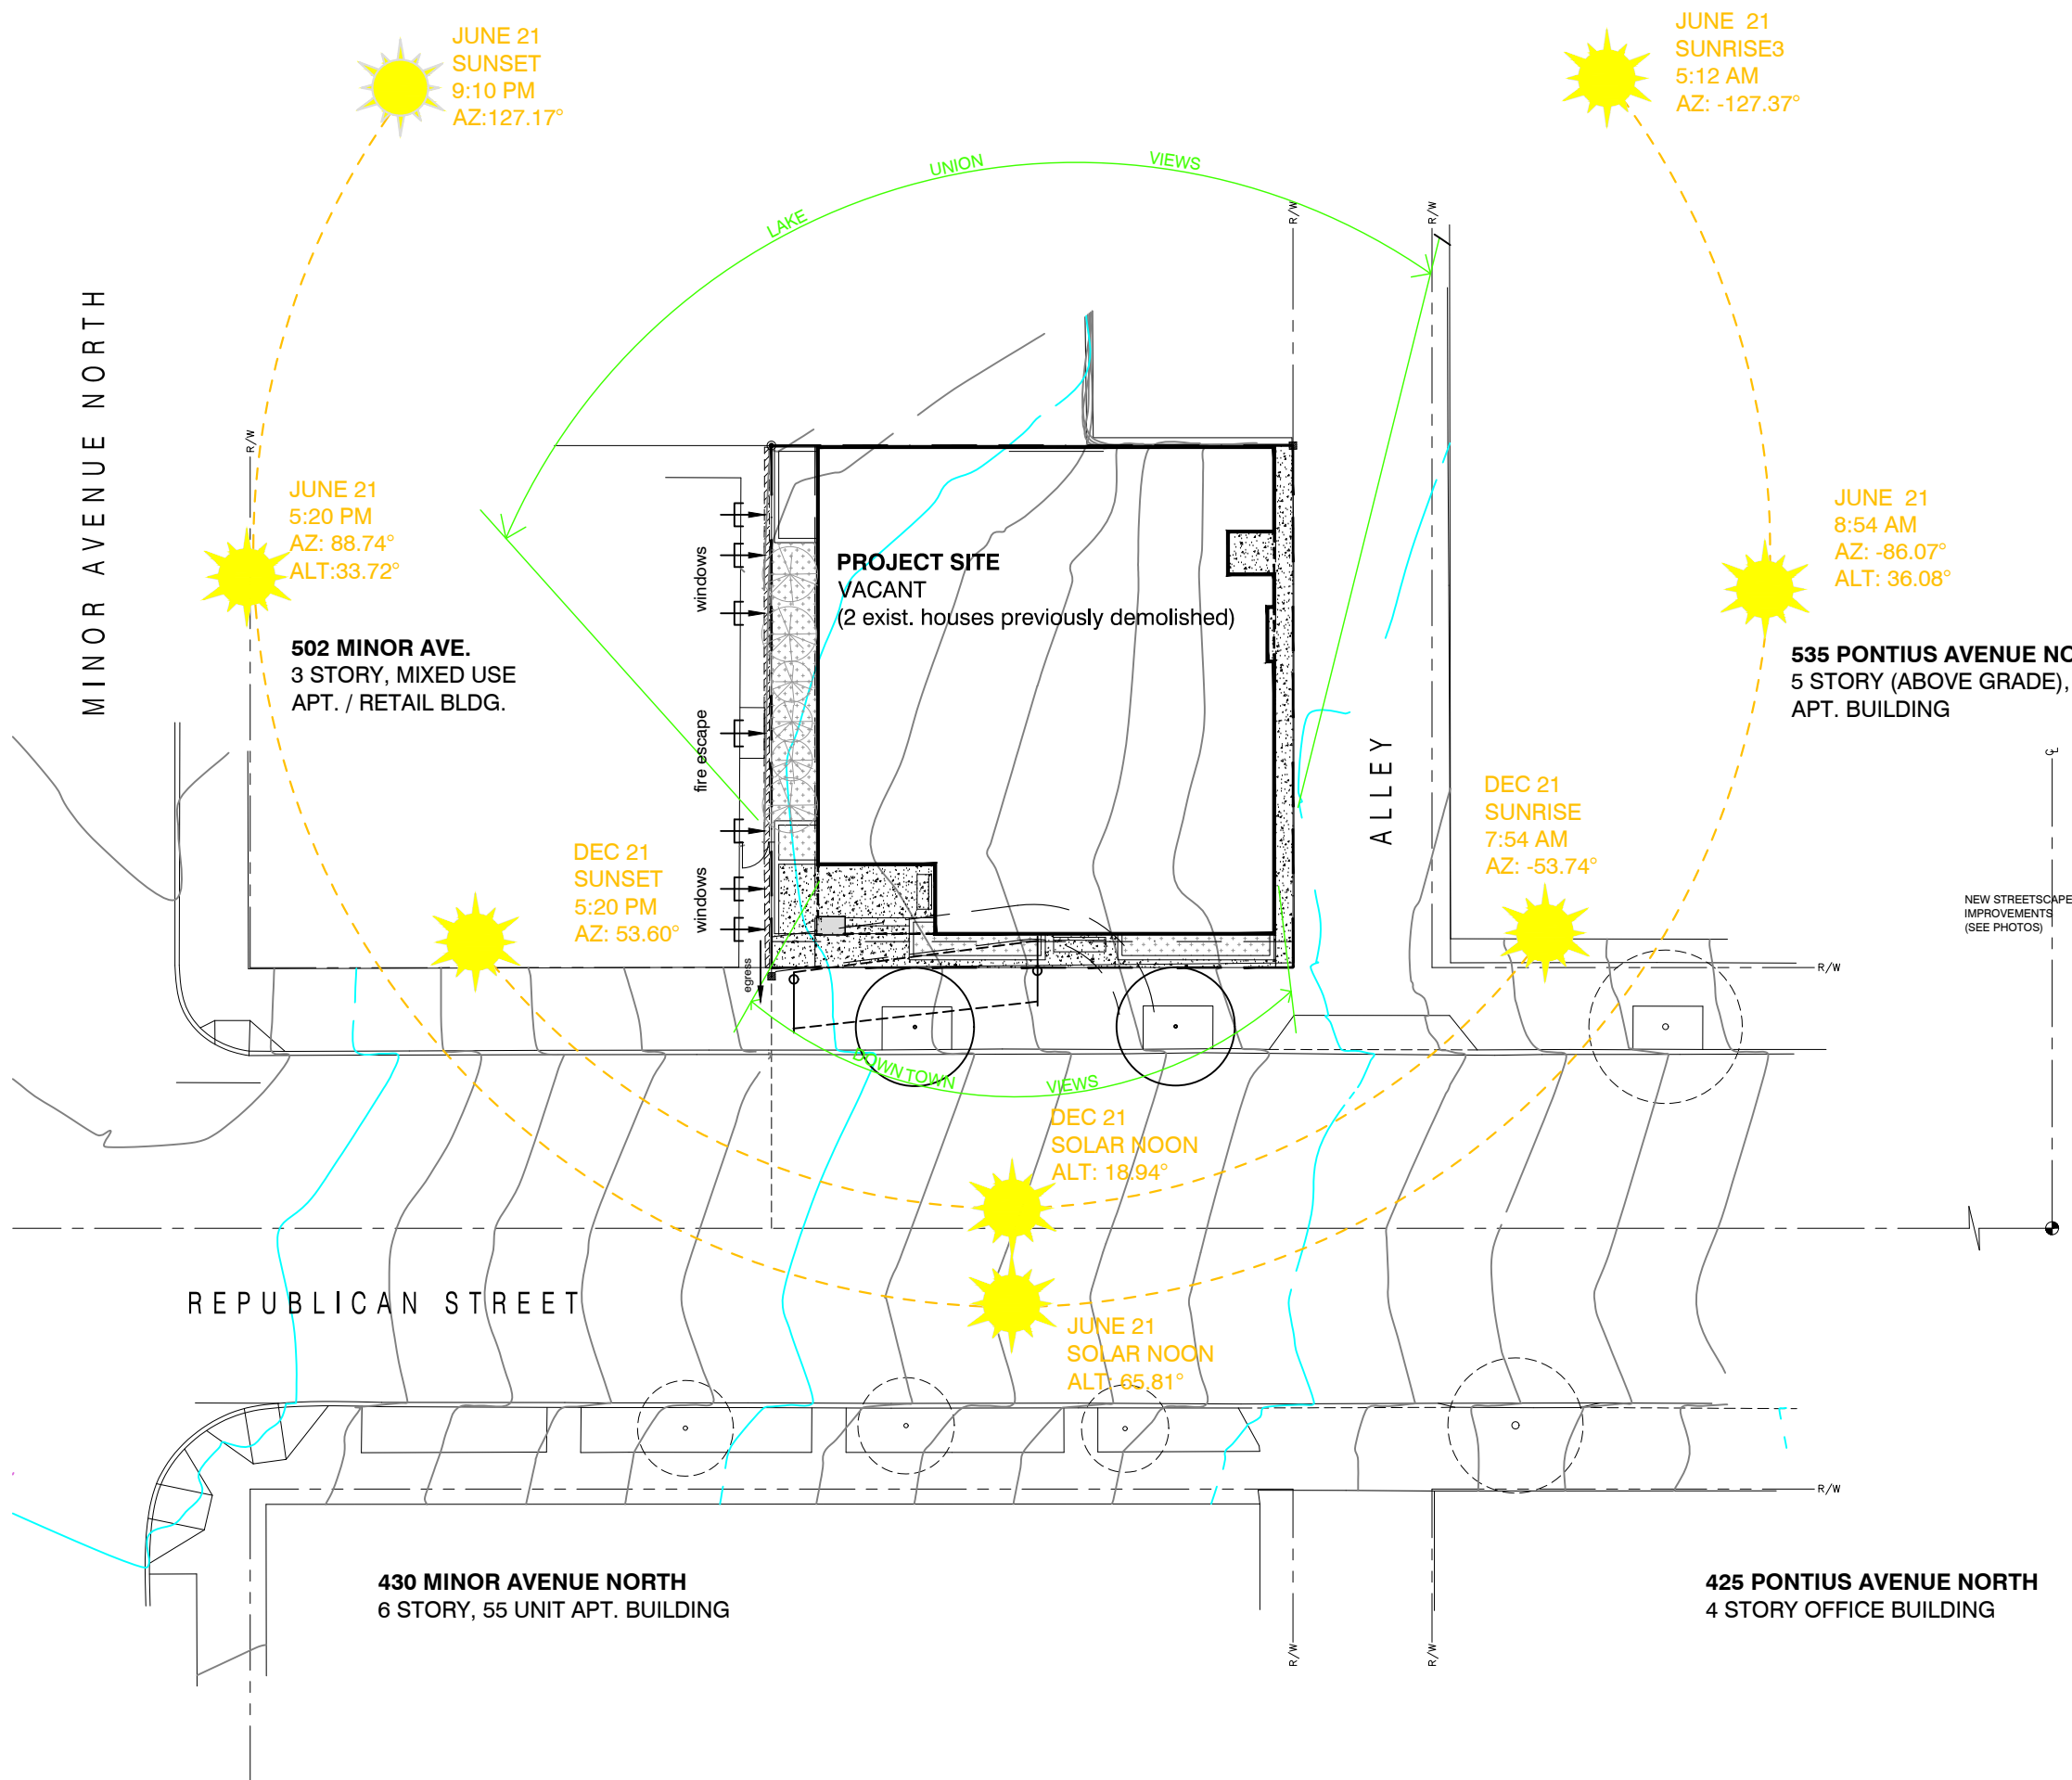 JUNE 21
SUNSET
9:10 PM
AZ:127.17°
JUNE 21
SUNRISE3
5:12 AM
AZ: -127.37°
LAKE
UNION
VIEWS
R/W
R/W
MINOR AVENUE NORTH
R/W
JUNE 21
5:20 PM
AZ: 88.74°
ALT:33.72°
windows
PROJECT SITE
VACANT
(2 exist. houses previously demolished)
JUNE 21
8:54 AM
AZ: -86.07°
ALT: 36.08°
502 MINOR AVE.
3 STORY, MIXED USE
APT. / RETAIL BLDG.
535 PONTIUS AVENUE NO
5 STORY (ABOVE GRADE),
APT. BUILDING
fire escape
ALLEY
CL
DEC 21
SUNRISE
7:54 AM
AZ: -53.74°
DEC 21
SUNSET
5:20 PM
AZ: 53.60°
windows
NEW STREETSCAPE
IMPROVEMENTS
(SEE PHOTOS)
egress
R/W
DOWN TOWN
VIEWS
DEC 21
SOLAR NOON
ALT: 18.94°
REPUBLICAN STREET
JUNE 21
SOLAR NOON
ALT: 65.81°
R/W
430 MINOR AVENUE NORTH
6 STORY, 55 UNIT APT. BUILDING
425 PONTIUS AVENUE NORTH
4 STORY OFFICE BUILDING
R/W
R/W